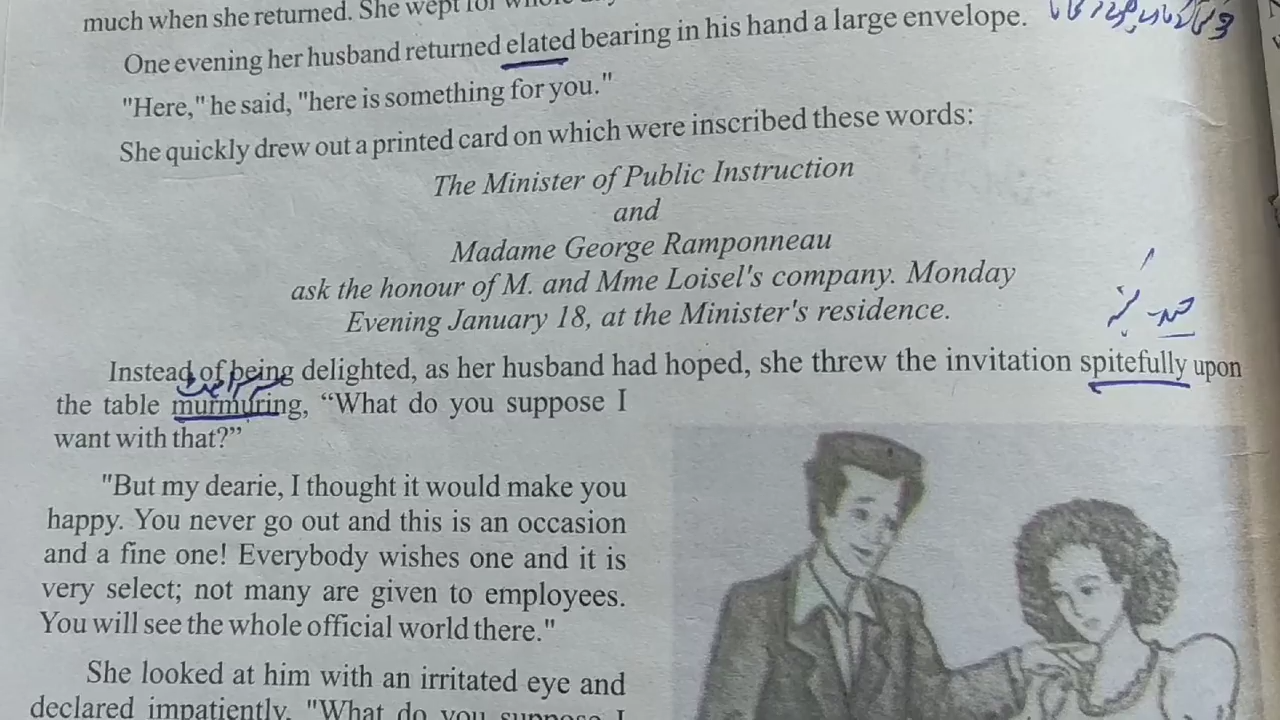 much when she returned. She wept for whole
One evening her husband returned elated bearing in his hand a large envelope.
"Here," he said, "here is something for you."
She quickly drew out a printed card on which were inscribed these words:
The Minister of Public Instruction
and
Madame George Ramponneau
ask the honour of M. and Mme Loisel's company. Monday
Evening January 18, at the Minister's residence.
Instead of being delighted, as her husband had hoped, she threw the invitation spitefully upon
the table murmuring, “What do you suppose I
want with that?”
"But my dearie, I thought it would make you
happy. You never go out and this is an occasion
and a fine one! Everybody wishes one and it is
very select; not many are given to employees.
You will see the whole official world there."
She looked at him with an irritated eye and
declared impatiently, "What do you suppose I